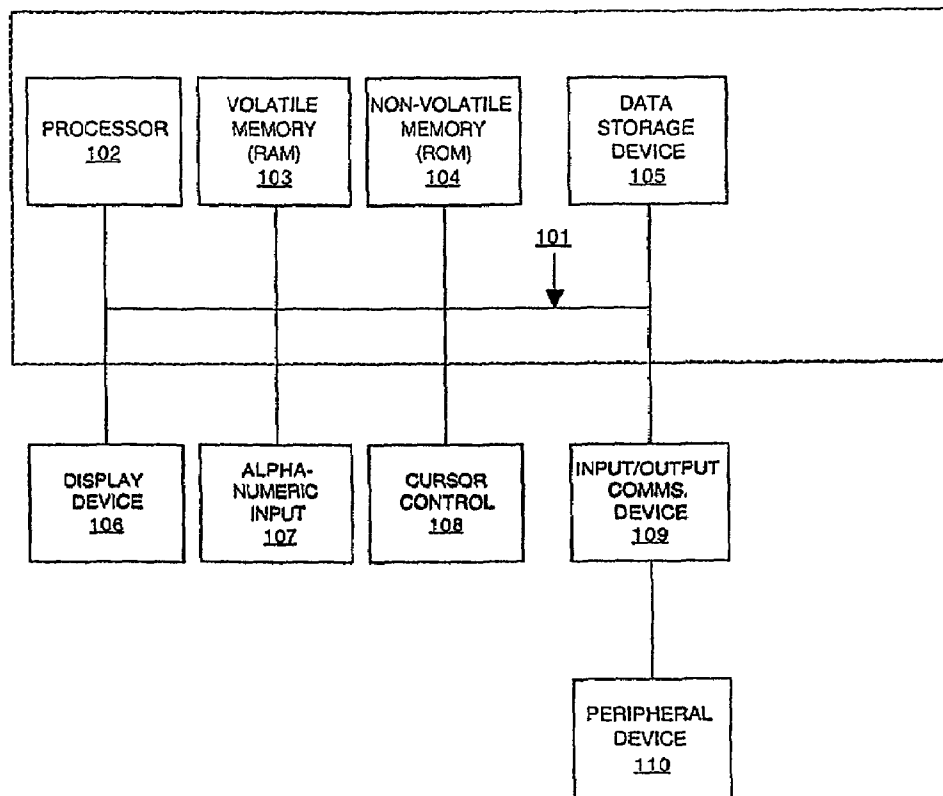 PROCESSOR
102
VOLATILE
MEMORY
(RAM)
103
NON-VOLATILE
MEMORY
(ROM)
104
DATA
STORAGE
DEVICE
105
101
DISPLAY
DEVICE
106
ALPHA-
NUMERIC
INPUT
107
CURSOR
CONTROL
108
INPUT/OUTPUT
COMMS.
DEVICE
109
PERIPHERAL
DEVICE
110